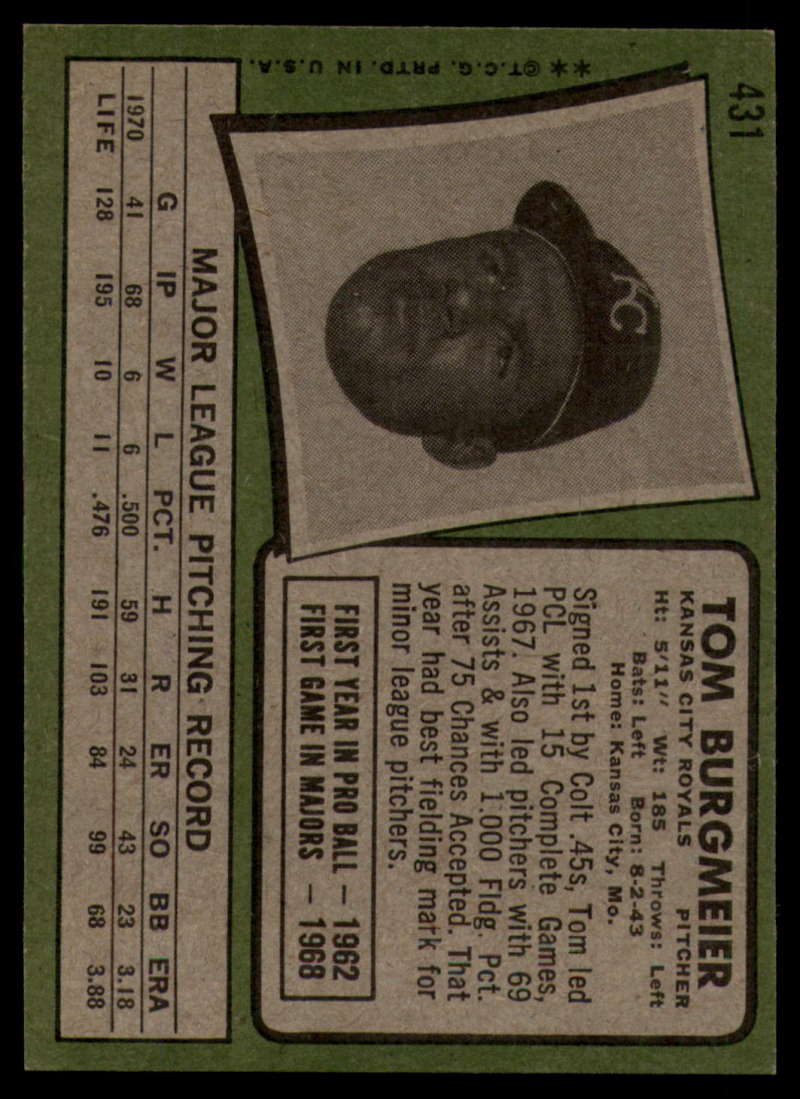 431
**©T.C.G. PRTD. IN U.S.A.
KC
TOM BURGMEIER
KANSAS CITY ROYALS PITCHER
Ht: 5'11" Wt: 185 Throws: Left
Bats: Left Born: 8-2-43
Home: Kansas City, Mo.
Signed 1st by Colt .45s, Tom led
PCL with 15 Complete Games,
1967. Also led pitchers with 69
Assists & with 1.000 Fldg. Pct.
after 75 Chances Accepted. That
year had best fielding mark for
minor league pitchers.
FIRST YEAR IN PRO BALL — 1962
FIRST GAME IN MAJORS — 1968
MAJOR LEAGUE PITCHING RECORD
G IP W L PCT. H R ER SO BB ERA
1970 41 68 6 6 .500 59 31 24 43 23 3.18
LIFE 128 195 10 11 .476 191 103 84 99 68 3.88